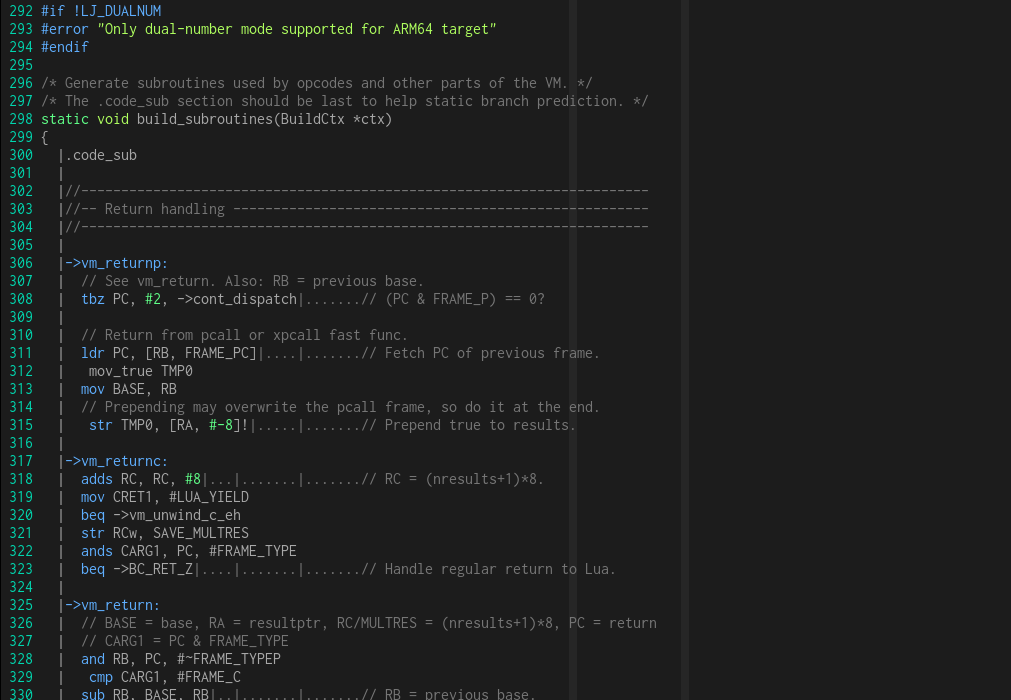 292 #if !LJ_DUALNUM
293 #error "Only dual-number mode supported for ARM64 target"
294 #endif
295
296 /* Generate subroutines used by opcodes and other parts of the VM. */
297 /* The .code_sub section should be last to help static branch prediction. */
298 static void build_subroutines(BuildCtx *ctx)
299 {
300   |.code_sub
301   |
302   |//-----------------------------------------------------------------------
303   |//-- Return handling ----------------------------------------------------
304   |//-----------------------------------------------------------------------
305   |
306   |->vm_returnp:
307   |  // See vm_return. Also: RB = previous base.
308   |  tbz PC, #2, ->cont_dispatch|.......// (PC & FRAME_P) == 0?
309   |
310   |  // Return from pcall or xpcall fast func.
311   |  ldr PC, [RB, FRAME_PC]|....|.......// Fetch PC of previous frame.
312   |   mov_true TMP0
313   |  mov BASE, RB
314   |  // Prepending may overwrite the pcall frame, so do it at the end.
315   |   str TMP0, [RA, #-8]!|.....|.......// Prepend true to results.
316   |
317   |->vm_returnc:
318   |  adds RC, RC, #8|...|.......|.......// RC = (nresults+1)*8.
319   |  mov CRET1, #LUA_YIELD
320   |  beq ->vm_unwind_c_eh
321   |  str RCw, SAVE_MULTRES
322   |  ands CARG1, PC, #FRAME_TYPE
323   |  beq ->BC_RET_Z|....|.......|.......// Handle regular return to Lua.
324   |
325   |->vm_return:
326   |  // BASE = base, RA = resultptr, RC/MULTRES = (nresults+1)*8, PC = return
327   |  // CARG1 = PC & FRAME_TYPE
328   |  and RB, PC, #~FRAME_TYPEP
329   |   cmp CARG1, #FRAME_C
330   |  sub RB, BASE, RB|..|.......|.......// RB = previous base.